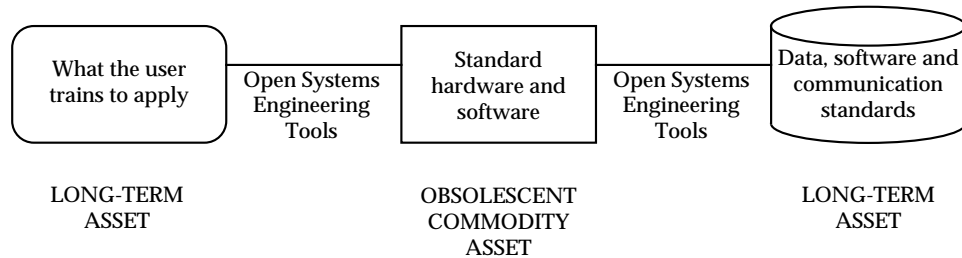 What the user
trains to apply
Open Systems
Engineering
Tools
Standard
hardware and
software
Open Systems
Engineering
Tools
Data, software and
communication
standards
LONG-TERM
ASSET
OBSOLESCENT
COMMODITY
ASSET
LONG-TERM
ASSET